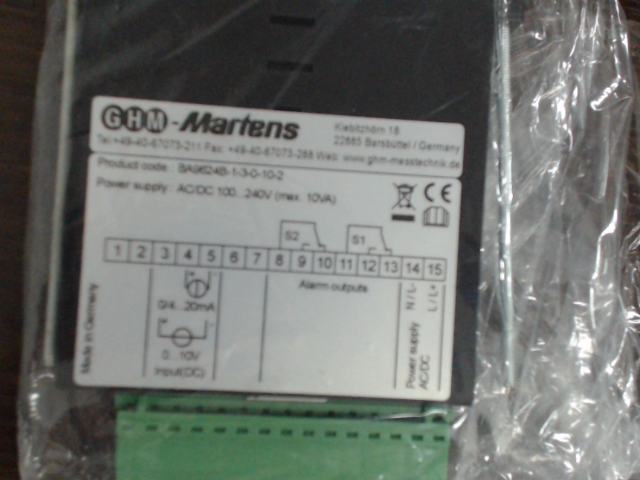 GHM-Martens
Kiebitzhörn 18
22885 Barsbüttel / Germany
Tel:+49-40-67073-211 Fax: +49-40-67073-288 Web: www.ghm-messtechnik.de
Product code : BA9624B-1-3-0-10-2
Power supply : AC/DC 100...240V (max. 10VA)
CE
S2 S1
1 2 3 4 5 6 7 8 9 10 11 12 13 14 15
Made in Germany
0/4...20mA
0...10V
Input(DC)
Alarm outputs
N / L-
L / L+
Power supply
AC/DC